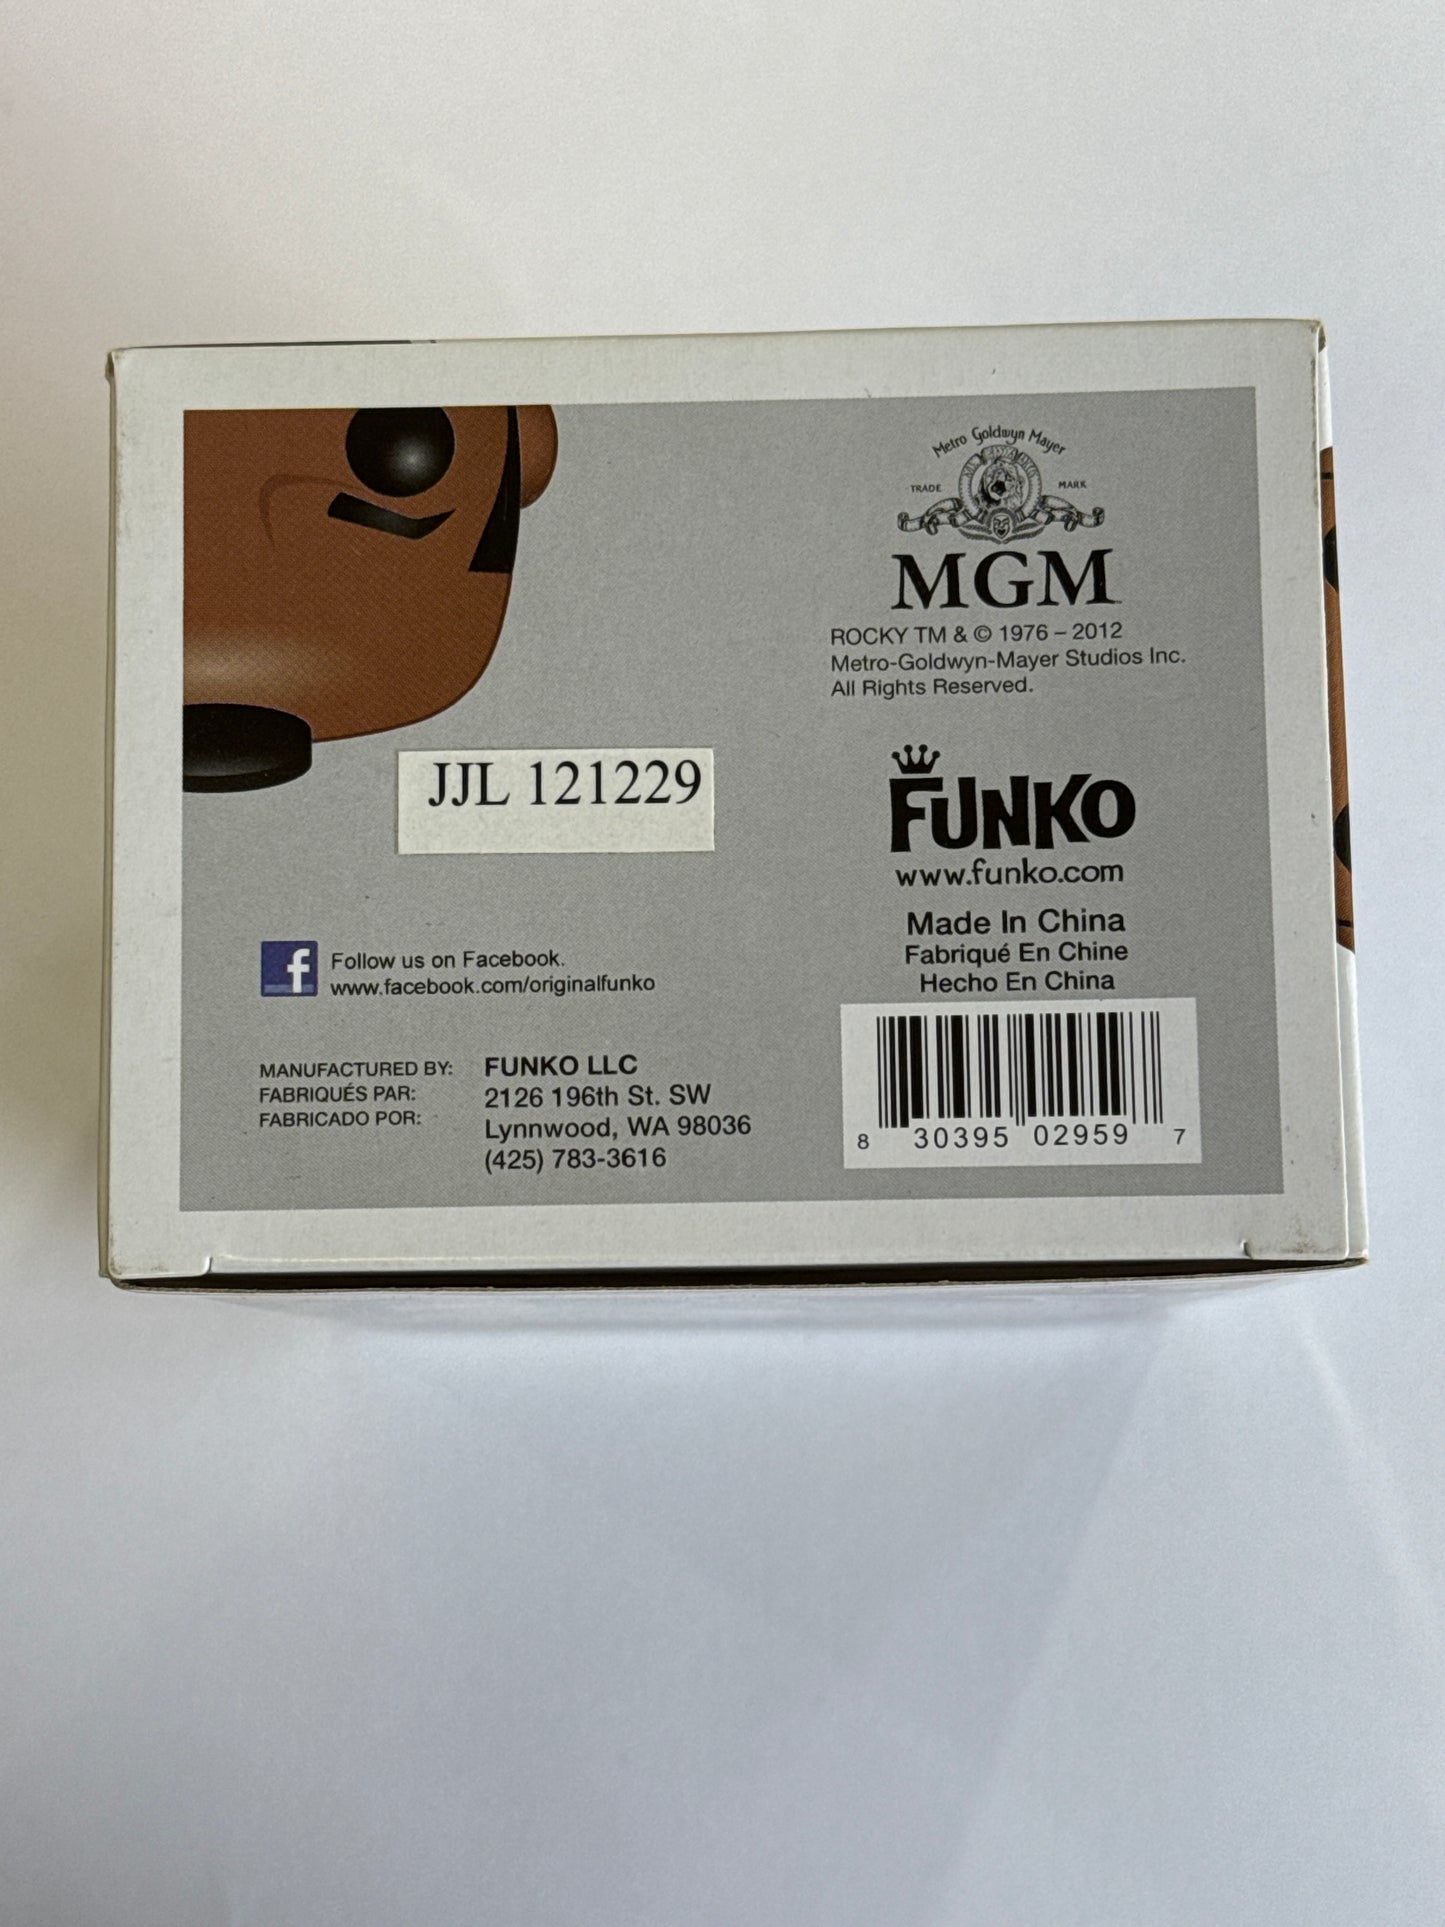 Metro Goldwyn Mayer
TRADE MARK
MGM
ROCKY TM & © 1976 – 2012
Metro-Goldwyn-Mayer Studios Inc.
All Rights Reserved.
JJL 121229
FUNKO
www.funko.com
Made In China
Fabriqué En Chine
Hecho En China
f
Follow us on Facebook.
www.facebook.com/originalfunko
MANUFACTURED BY:
FABRIQUÉS PAR:
FABRICADO POR:
FUNKO LLC
2126 196th St. SW
Lynnwood, WA 98036
(425) 783-3616
8 30395 02959 7